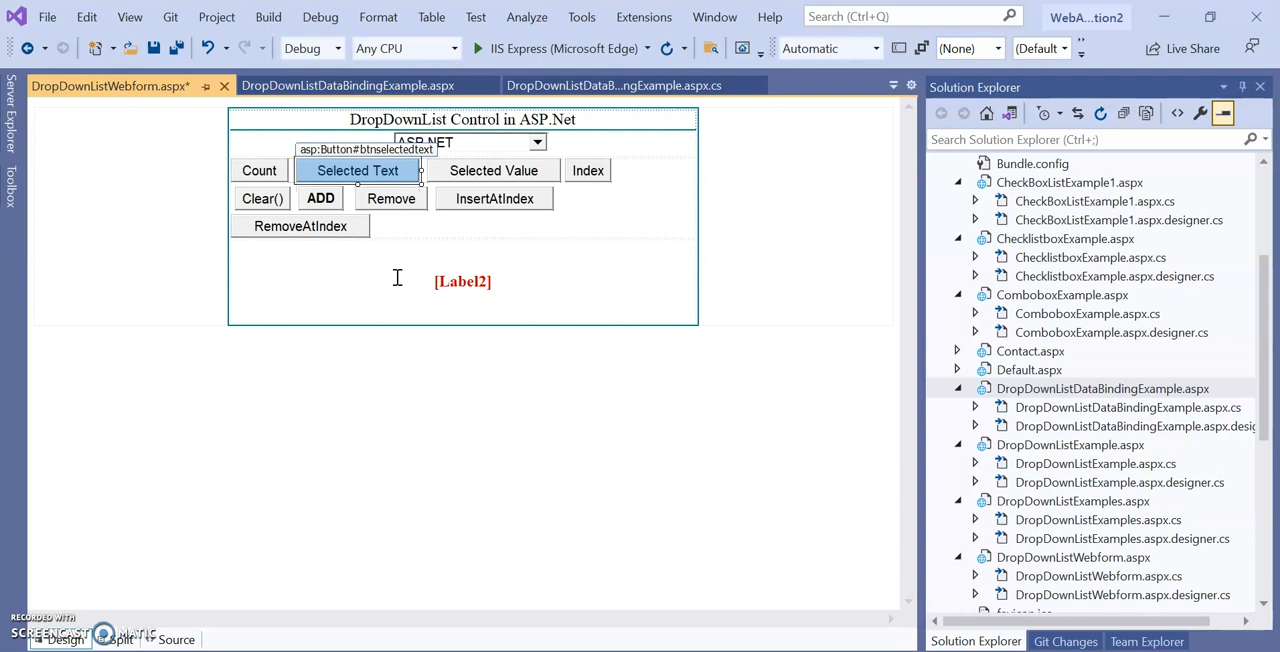 File Edit View Git Project Build Debug Format Table Test Analyze Tools Extensions Window Help Search (Ctrl+Q) WebA...tion2
Debug Any CPU IIS Express (Microsoft Edge) Automatic (None) (Default Live Share
DropDownListWebform.aspx* DropDownListDataBindingExample.aspx DropDownListDataB...ngExample.aspx.cs
Solution Explorer
Search Solution Explorer (Ctrl+;)
Server Explorer
Toolbox
DropDownList Control in ASP.Net
ASP.NET
asp:Button#btnselectedtext
Count Selected Text Selected Value Index
Clear() ADD Remove InsertAtIndex
RemoveAtIndex
[Label2]
Bundle.config
CheckBoxListExample1.aspx
CheckBoxListExample1.aspx.cs
CheckBoxListExample1.aspx.designer.cs
ChecklistboxExample.aspx
ChecklistboxExample.aspx.cs
ChecklistboxExample.aspx.designer.cs
ComboboxExample.aspx
ComboboxExample.aspx.cs
ComboboxExample.aspx.designer.cs
Contact.aspx
Default.aspx
DropDownListDataBindingExample.aspx
DropDownListDataBindingExample.aspx.cs
DropDownListDataBindingExample.aspx.desig
DropDownListExample.aspx
DropDownListExample.aspx.cs
DropDownListExample.aspx.designer.cs
DropDownListExamples.aspx
DropDownListExamples.aspx.cs
DropDownListExamples.aspx.designer.cs
DropDownListWebform.aspx
DropDownListWebform.aspx.cs
DropDownListWebform.aspx.designer.cs
RECORDED WITH
SCREENCAST MATIC
Design Split Source
Solution Explorer Git Changes Team Explorer